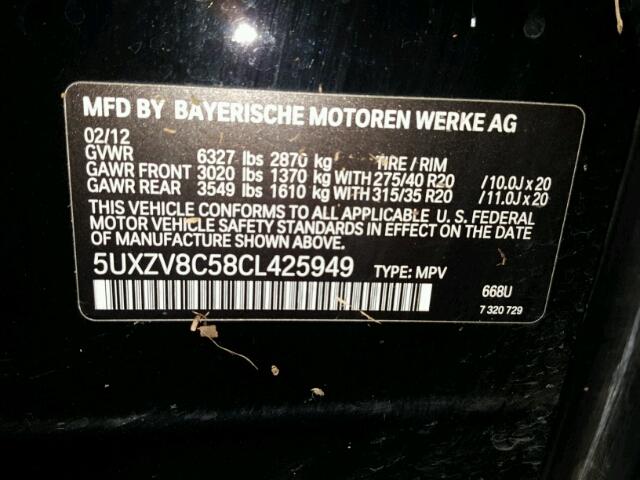 MFD BY BAYERISCHE MOTOREN WERKE AG
02/12
GVWR 6327 lbs 2870 kg TIRE / RIM
GAWR FRONT 3020 lbs 1370 kg WITH 275/40 R20 / 10.0J x 20
GAWR REAR 3549 lbs 1610 kg WITH 315/35 R20 / 11.0J x 20
THIS VEHICLE CONFORMS TO ALL APPLICABLE U. S. FEDERAL
MOTOR VEHICLE SAFETY STANDARDS IN EFFECT ON THE DATE
OF MANUFACTURE SHOWN ABOVE.
5UXZV8C58CL425949 TYPE: MPV
668U
7 320 729